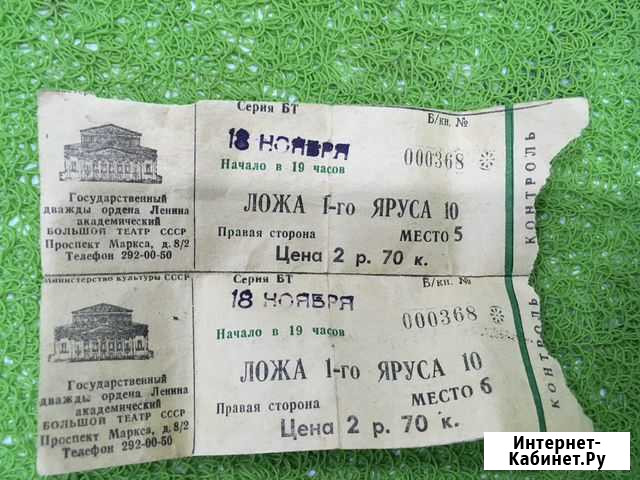 Серия БТ
Б/кн. №
18 НОЯБРЯ
000368
Начало в 19 часов
Государственный
дважды ордена Ленина
академический
БОЛЬШОЙ ТЕАТР СССР
Проспект Маркса, д. 8/2
Телефон 292-00-50
ЛОЖА 1-го ЯРУСА 10
Правая сторона
МЕСТО 5
Цена 2 р. 70 к.
КОНТРОЛЬ
Министерство культуры СССР
Серия БТ
Б/кн. №
18 НОЯБРЯ
000368
Начало в 19 часов
Государственный
дважды ордена Ленина
академический
БОЛЬШОЙ ТЕАТР СССР
Проспект Маркса, д. 8/2
Телефон 292-00-50
ЛОЖА 1-го ЯРУСА 10
Правая сторона
МЕСТО 6
Цена 2 р. 70 к.
КОНТРОЛЬ
Интернет-
Кабинет.Ру